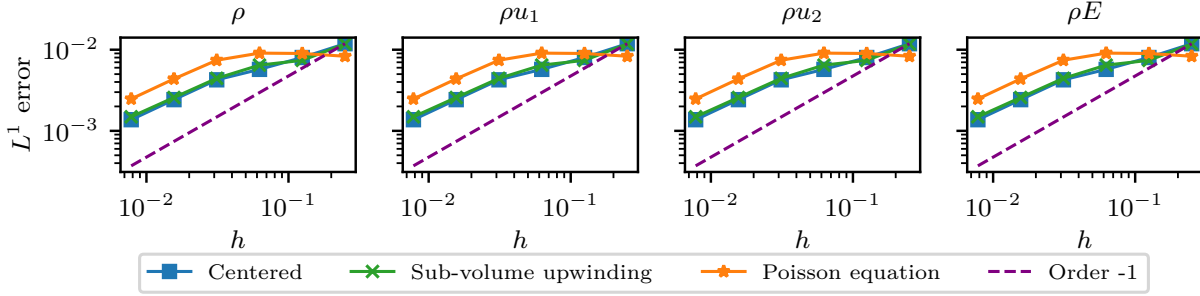 ρ ρu₁ ρu₂ ρE
L¹ error
10⁻²
10⁻³
10⁻² 10⁻¹ 10⁻² 10⁻¹ 10⁻² 10⁻¹ 10⁻² 10⁻¹
h h h h
Centered Sub-volume upwinding Poisson equation Order -1